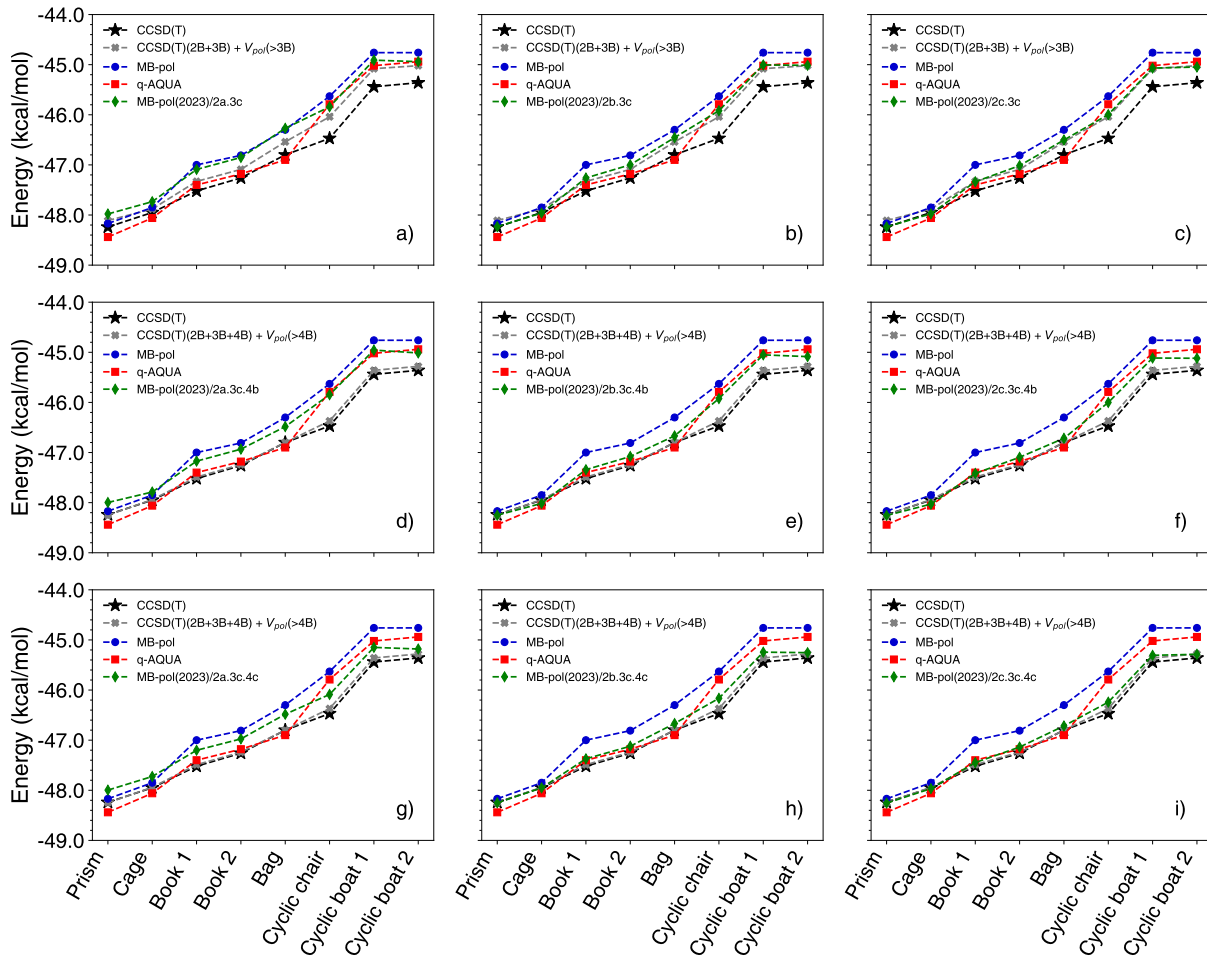 -44.0
-45.0
-46.0
-47.0
-48.0
-49.0
Energy (kcal/mol)
CCSD(T)
CCSD(T)(2B+3B) + Vpol(>3B)
MB-pol
q-AQUA
MB-pol(2023)/2a.3c
a)
CCSD(T)
CCSD(T)(2B+3B) + Vpol(>3B)
MB-pol
q-AQUA
MB-pol(2023)/2b.3c
b)
CCSD(T)
CCSD(T)(2B+3B) + Vpol(>3B)
MB-pol
q-AQUA
MB-pol(2023)/2c.3c
c)
-44.0
-45.0
-46.0
-47.0
-48.0
-49.0
Energy (kcal/mol)
CCSD(T)
CCSD(T)(2B+3B+4B) + Vpol(>4B)
MB-pol
q-AQUA
MB-pol(2023)/2a.3c.4b
d)
CCSD(T)
CCSD(T)(2B+3B+4B) + Vpol(>4B)
MB-pol
q-AQUA
MB-pol(2023)/2b.3c.4b
e)
CCSD(T)
CCSD(T)(2B+3B+4B) + Vpol(>4B)
MB-pol
q-AQUA
MB-pol(2023)/2c.3c.4b
f)
-44.0
-45.0
-46.0
-47.0
-48.0
-49.0
Energy (kcal/mol)
CCSD(T)
CCSD(T)(2B+3B+4B) + Vpol(>4B)
MB-pol
q-AQUA
MB-pol(2023)/2a.3c.4c
g)
CCSD(T)
CCSD(T)(2B+3B+4B) + Vpol(>4B)
MB-pol
q-AQUA
MB-pol(2023)/2b.3c.4c
h)
CCSD(T)
CCSD(T)(2B+3B+4B) + Vpol(>4B)
MB-pol
q-AQUA
MB-pol(2023)/2c.3c.4c
i)
Prism
Cage
Book 1
Book 2
Bag
Cyclic chair
Cyclic boat 1
Cyclic boat 2
Prism
Cage
Book 1
Book 2
Bag
Cyclic chair
Cyclic boat 1
Cyclic boat 2
Prism
Cage
Book 1
Book 2
Bag
Cyclic chair
Cyclic boat 1
Cyclic boat 2